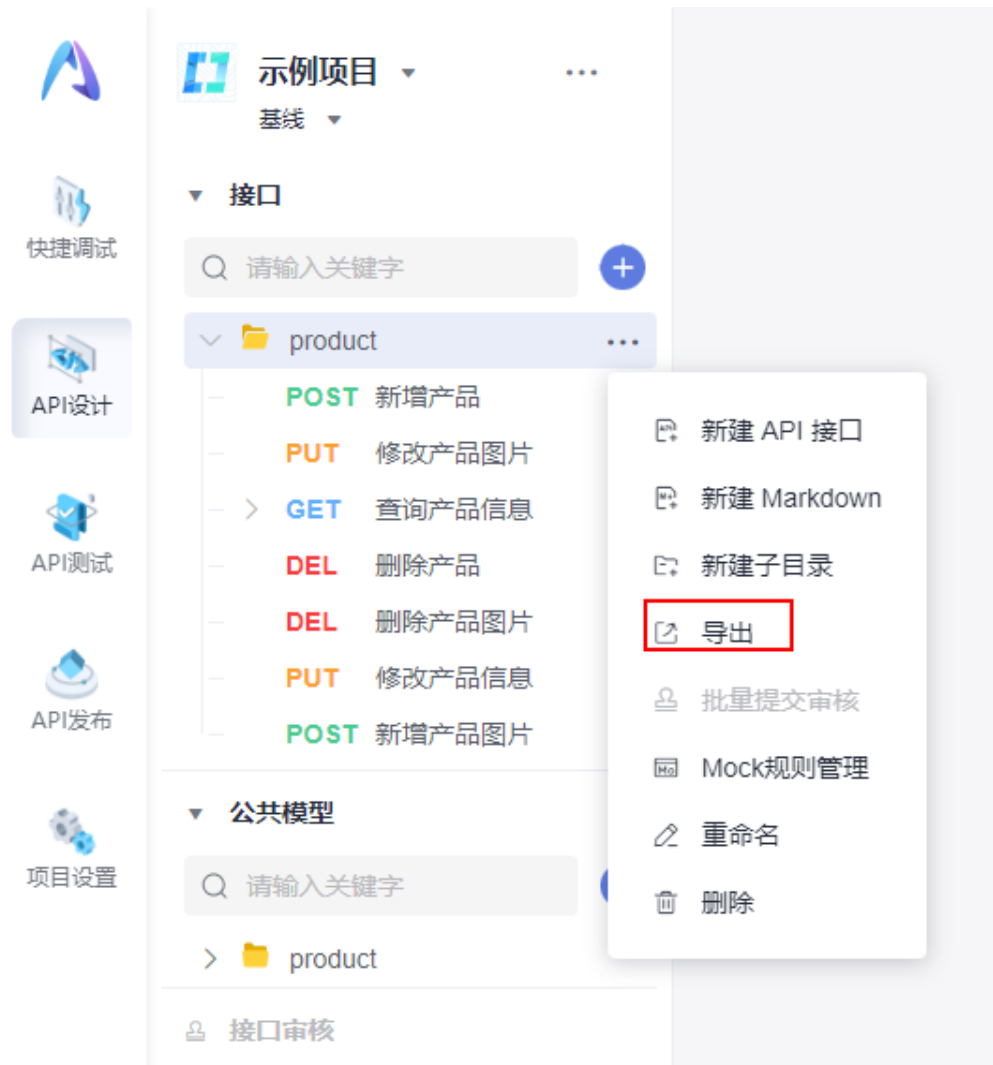 示例项目
基线
快捷调试
API设计
API测试
API发布
项目设置
接口
请输入关键字
product
POST 新增产品
PUT 修改产品图片
GET 查询产品信息
DEL 删除产品
DEL 删除产品图片
PUT 修改产品信息
POST 新增产品图片
公共模型
请输入关键字
product
接口审核
新建 API 接口
新建 Markdown
新建子目录
导出
批量提交审核
Mock规则管理
重命名
删除